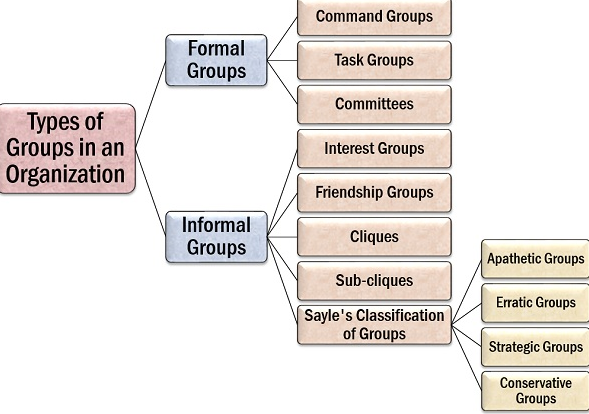 Types of
Groups in an
Organization
Formal
Groups
Command Groups
Task Groups
Committees
Informal
Groups
Interest Groups
Friendship Groups
Cliques
Sub-cliques
Sayle's Classification
of Groups
Apathetic Groups
Erratic Groups
Strategic Groups
Conservative
Groups